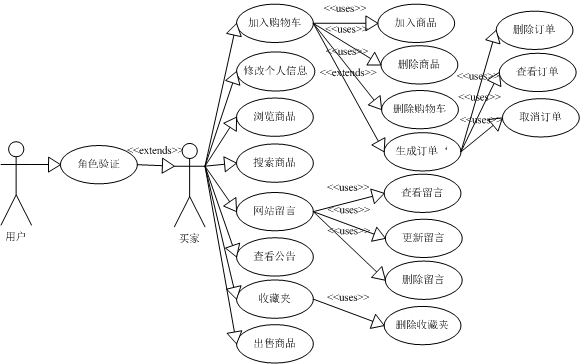 用户
角色验证
<<extends>>
买家
加入购物车
修改个人信息
浏览商品
搜索商品
网站留言
查看公告
收藏夹
出售商品
<<uses>>
<<uses>>
<<uses>>
<<extends>>
加入商品
删除商品
删除购物车
生成订单
<<uses>>
<<uses>>
<<uses>>
删除订单
查看订单
取消订单
<<uses>>
<<uses>>
<<uses>>
查看留言
更新留言
删除留言
<<uses>>
删除收藏夹